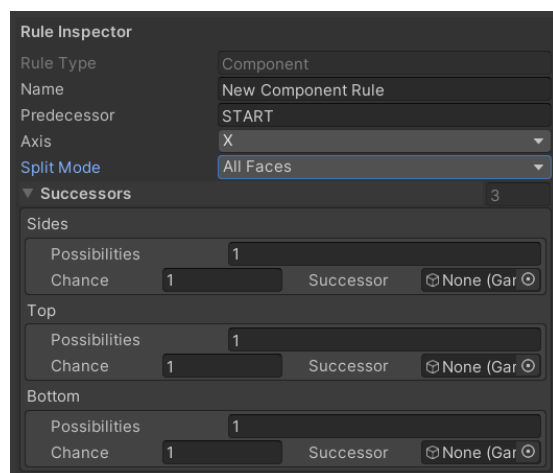 Rule Inspector
Rule Type Component
Name New Component Rule
Predecessor START
Axis X
Split Mode All Faces
Successors 3
Sides
Possibilities 1
Chance 1 Successor None (Gar
Top
Possibilities 1
Chance 1 Successor None (Gar
Bottom
Possibilities 1
Chance 1 Successor None (Gar